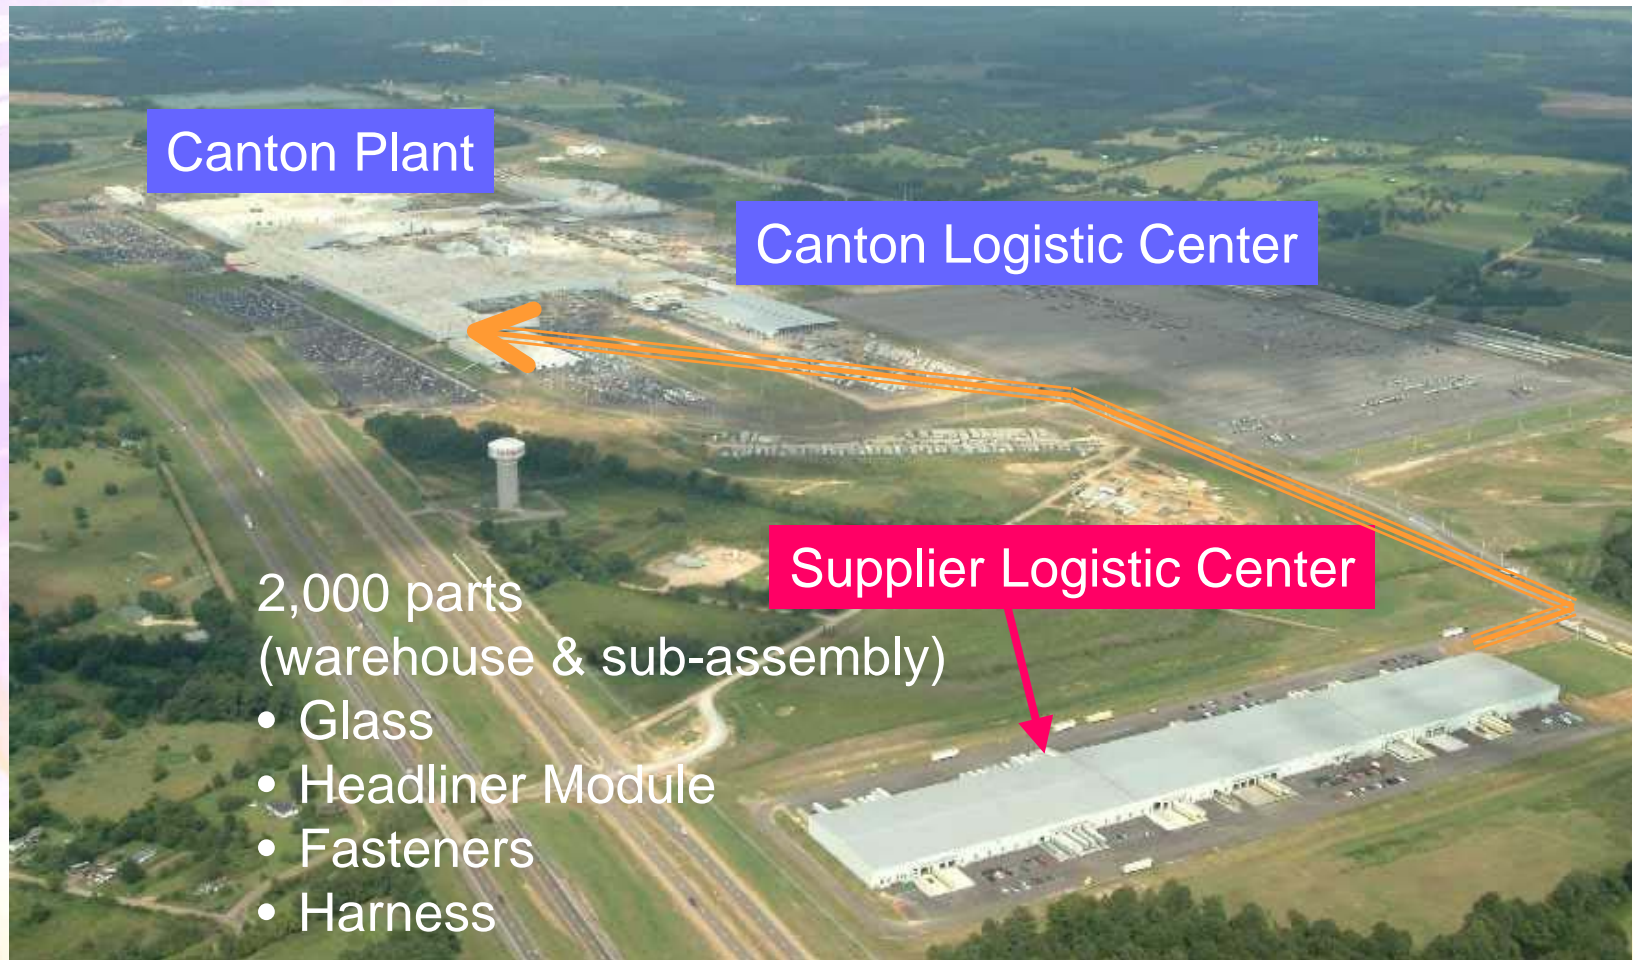 Canton Plant
Canton Logistic Center
Supplier Logistic Center
2,000 parts
(warehouse & sub-assembly)
• Glass
• Headliner Module
• Fasteners
• Harness